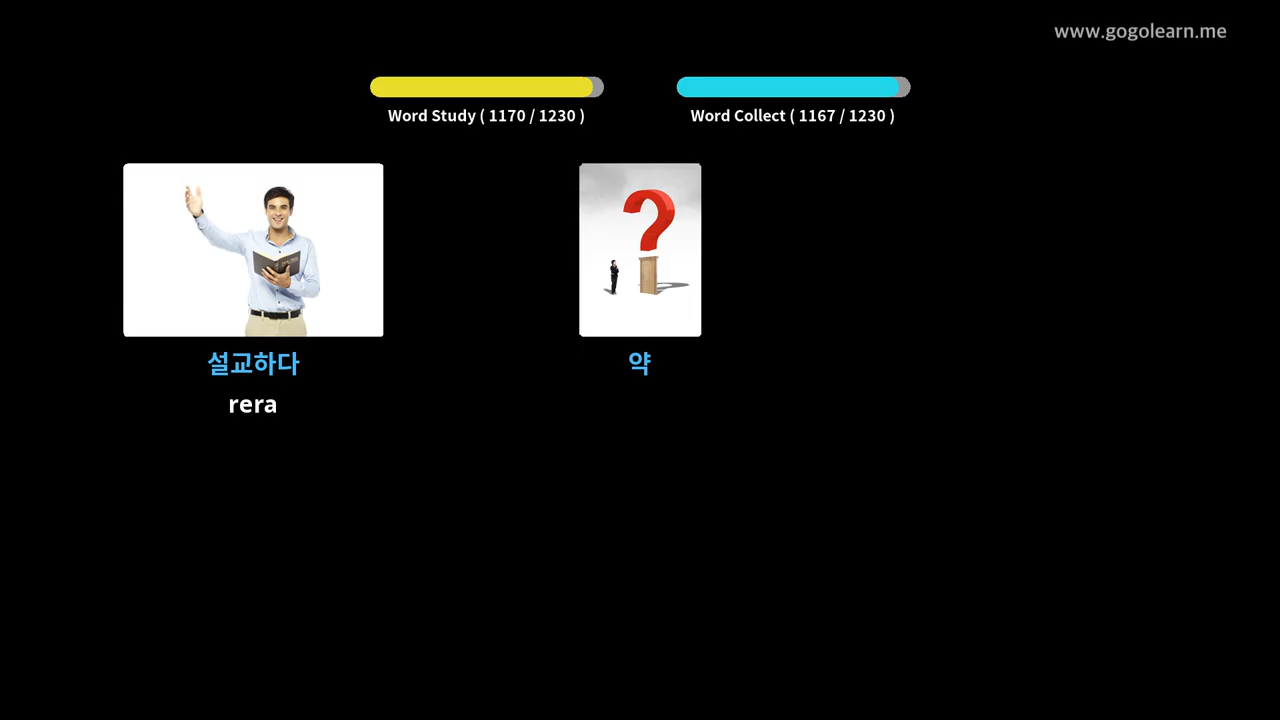 www.gogolearn.me
Word Study ( 1170 / 1230 )
Word Collect ( 1167 / 1230 )
설교하다
약
rera